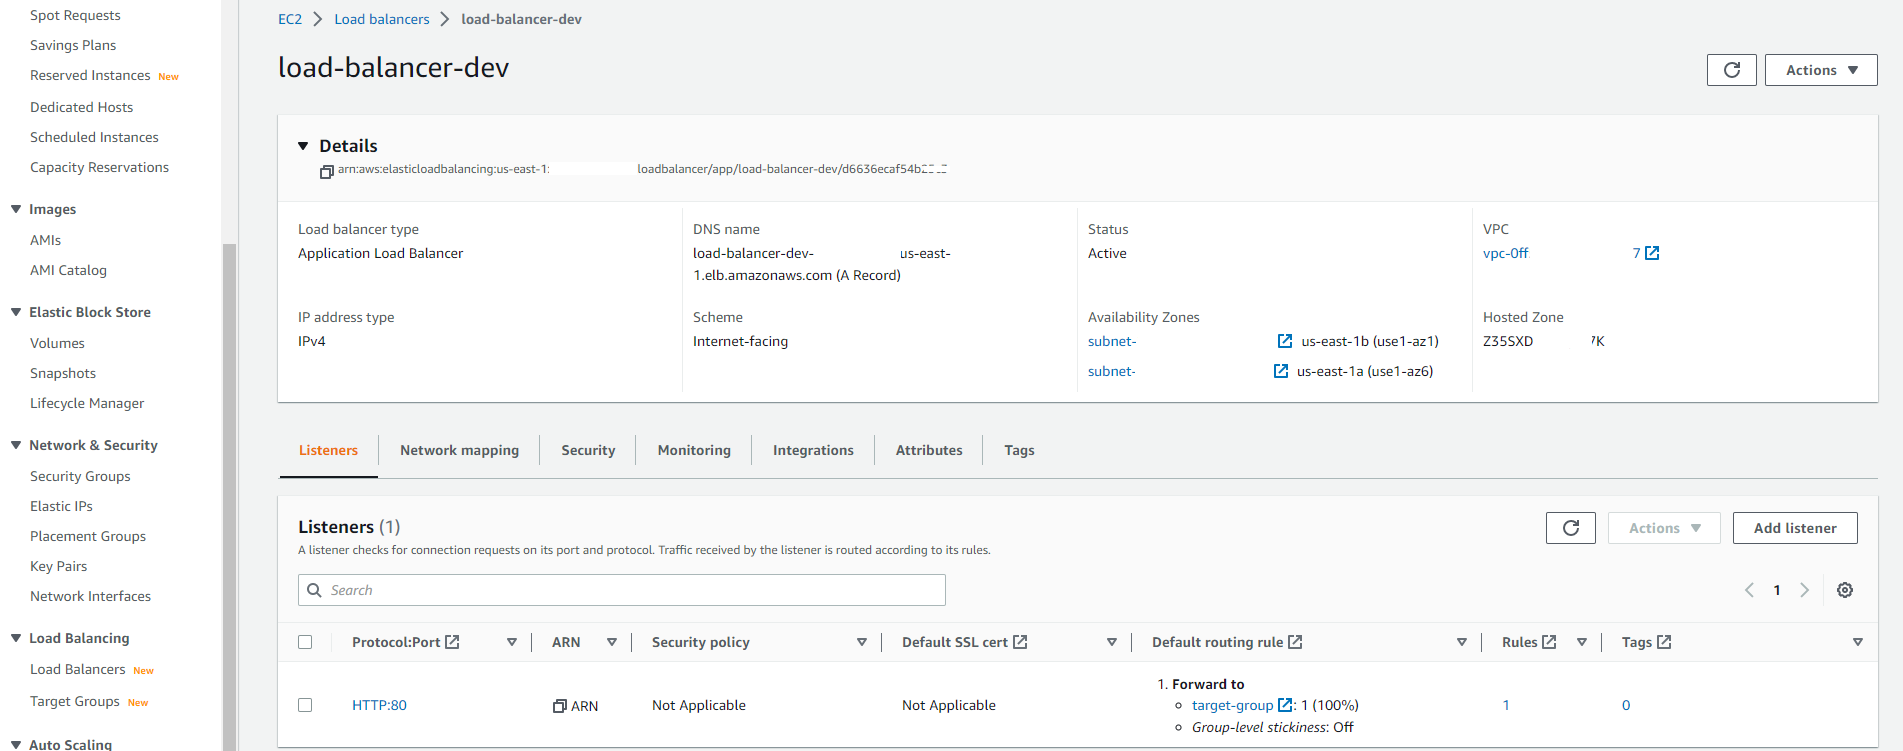 Spot Requests
Savings Plans
Reserved Instances New
Dedicated Hosts
Scheduled Instances
Capacity Reservations
Images
AMIs
AMI Catalog
Elastic Block Store
Volumes
Snapshots
Lifecycle Manager
Network & Security
Security Groups
Elastic IPs
Placement Groups
Key Pairs
Network Interfaces
Load Balancing
Load Balancers New
Target Groups New
Auto Scaling
EC2 > Load balancers > load-balancer-dev
load-balancer-dev
Actions
Details
arn:aws:elasticloadbalancing:us-east-1: loadbalancer/app/load-balancer-dev/d6636ecaf54b
Load balancer type
Application Load Balancer
DNS name
load-balancer-dev- us-east-
1.elb.amazonaws.com (A Record)
Status
Active
VPC
vpc-0ff 7
IP address type
IPv4
Scheme
Internet-facing
Availability Zones
subnet- us-east-1b (use1-az1)
subnet- us-east-1a (use1-az6)
Hosted Zone
Z35SXD 7K
Listeners Network mapping Security Monitoring Integrations Attributes Tags
Listeners (1)
A listener checks for connection requests on its port and protocol. Traffic received by the listener is routed according to its rules.
Actions Add listener
Search
1
Protocol:Port ARN Security policy Default SSL cert Default routing rule Rules Tags
HTTP:80 ARN Not Applicable Not Applicable
1. Forward to
target-group : 1 (100%)
Group-level stickiness: Off
1 0